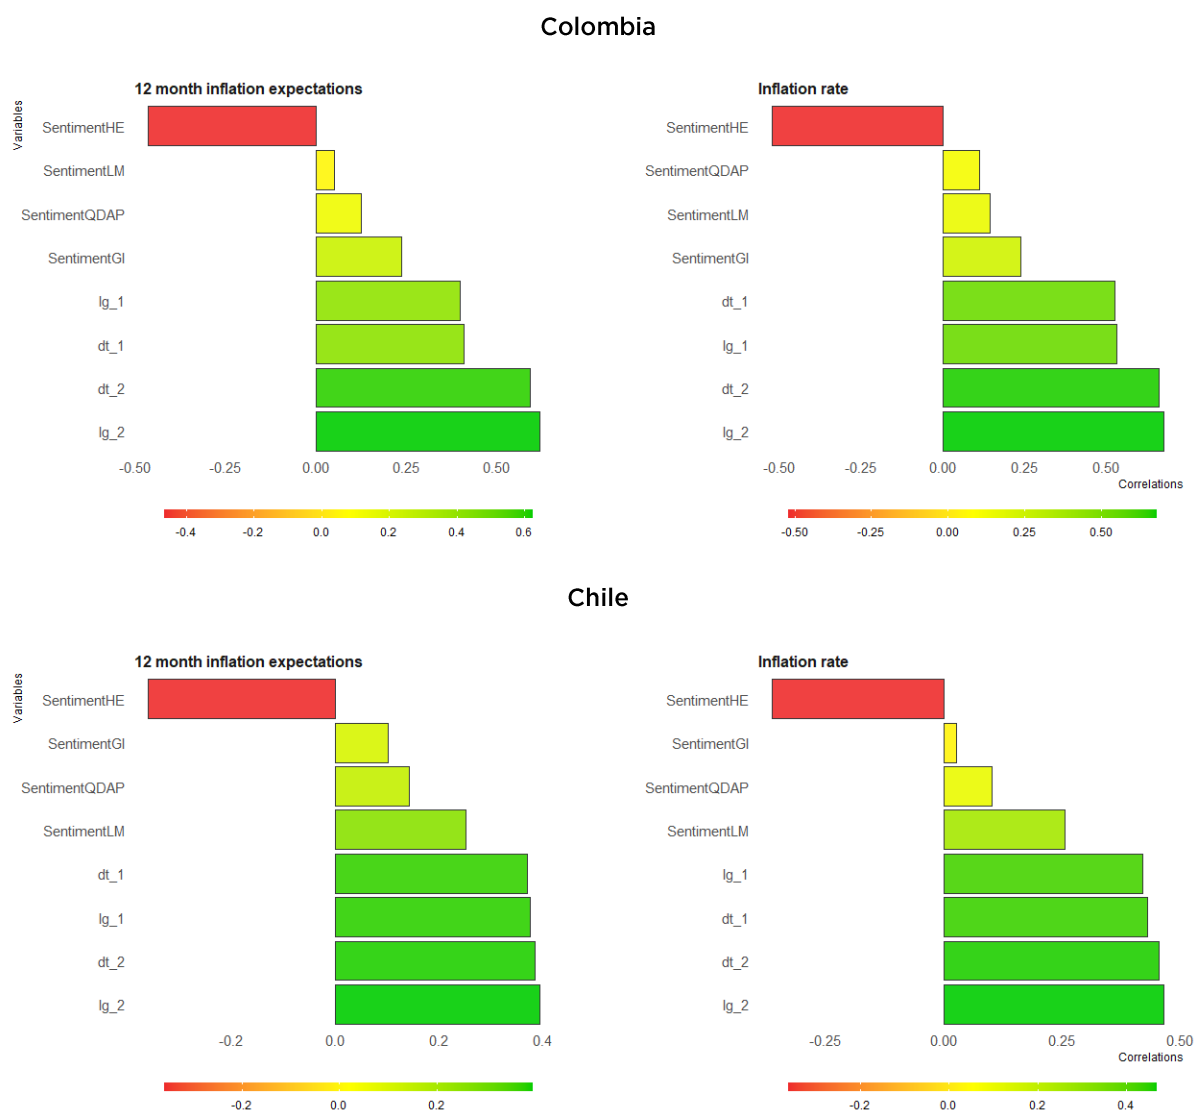 Colombia
12 month inflation expectations
Variables
SentimentHE
SentimentLM
SentimentQDAP
SentimentGI
lg_1
dt_1
dt_2
lg_2
-0.50 -0.25 0.00 0.25 0.50
-0.4 -0.2 0.0 0.2 0.4 0.6
Inflation rate
SentimentHE
SentimentQDAP
SentimentLM
SentimentGI
dt_1
lg_1
dt_2
lg_2
-0.50 -0.25 0.00 0.25 0.50
Correlations
-0.50 -0.25 0.00 0.25 0.50
Chile
12 month inflation expectations
Variables
SentimentHE
SentimentGI
SentimentQDAP
SentimentLM
dt_1
lg_1
dt_2
lg_2
-0.2 0.0 0.2 0.4
-0.2 0.0 0.2
Inflation rate
SentimentHE
SentimentGI
SentimentQDAP
SentimentLM
lg_1
dt_1
dt_2
lg_2
-0.25 0.00 0.25 0.50
Correlations
-0.2 0.0 0.2 0.4